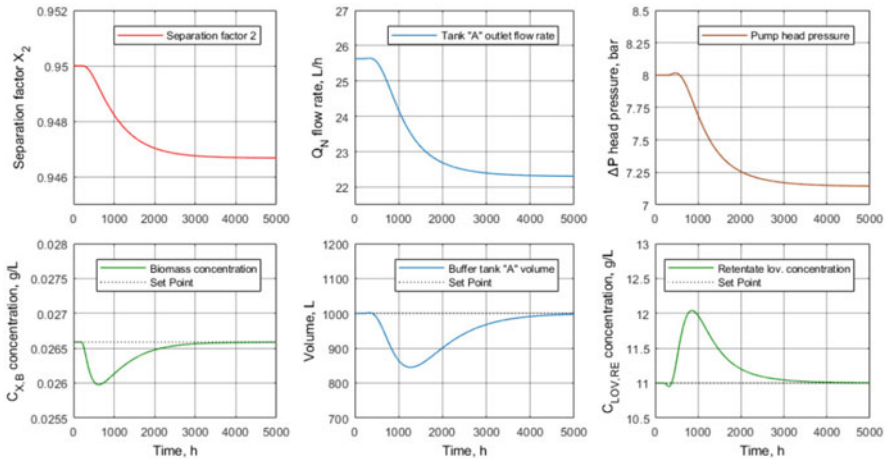 0.952
0.95
0.948
0.946
Separation factor X2
Separation factor 2
0 1000 2000 3000 4000 5000
27
26
25
24
23
22
QN flow rate, L/h
Tank "A" outlet flow rate
0 1000 2000 3000 4000 5000
8.5
8.25
8
7.75
7.5
7.25
7
ΔP head pressure, bar
Pump head pressure
0 1000 2000 3000 4000 5000
0.028
0.0275
0.027
0.0265
0.026
0.0255
CX,B concentration, g/L
Biomass concentration
Set Point
0 1000 2000 3000 4000 5000
Time, h
1200
1100
1000
900
800
700
Volume, L
Buffer tank "A" volume
Set Point
0 1000 2000 3000 4000 5000
Time, h
13
12
11
10
CLOV,RE concentration, g/L
Retentate lov. concentration
Set Point
0 1000 2000 3000 4000 5000
Time, h